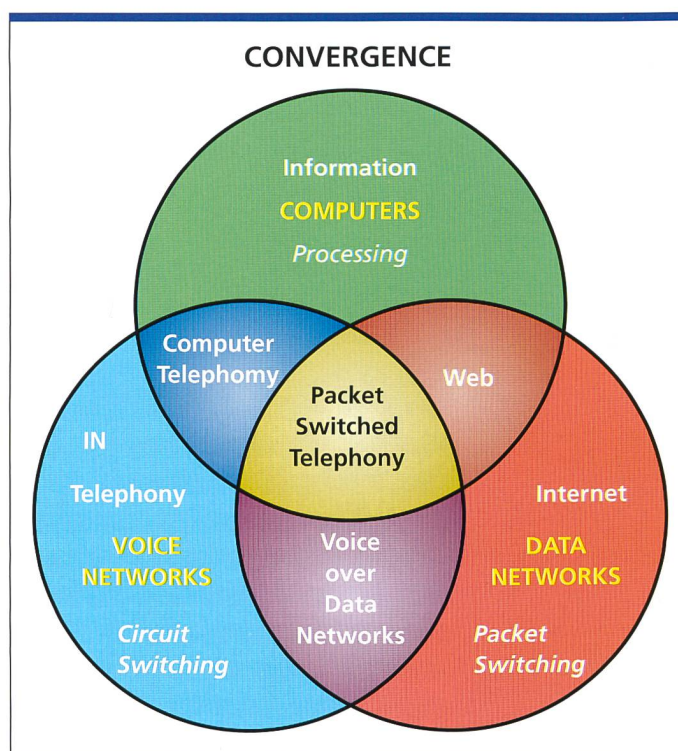 CONVERGENCE
Information
COMPUTERS
Processing
Computer
Telephomy
Web
Packet
Switched
Telephony
IN
Telephony
VOICE
NETWORKS
Circuit
Switching
Voice
over
Data
Networks
Internet
DATA
NETWORKS
Packet
Switching